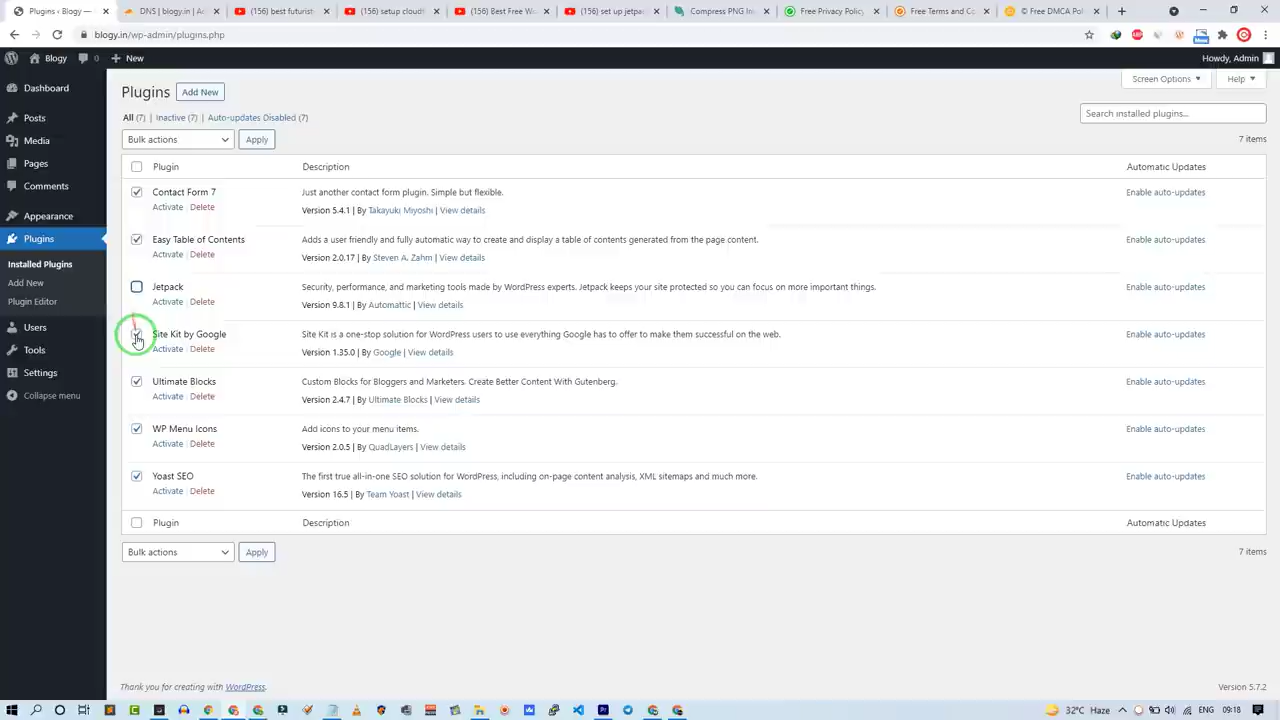 Plugins ‹ Blogy —
DNS | blogy.in | Ac
(156) best futuristi
(156) setup cloudf
(156) Best Free W
(156) set up jetpac
Compress PNG Im
Free Privacy Policy
Free Terms and Co
© Free DMCA Pol
blogy.in/wp-admin/plugins.php
Blogy 0 New Howdy, Admin
Screen Options Help
Plugins Add New
All (7) | Inactive (7) | Auto-updates Disabled (7)
Search installed plugins...
Bulk actions Apply 7 items
Dashboard
Posts
Media
Pages
Comments
Appearance
Plugins
Installed Plugins
Add New
Plugin Editor
Users
Tools
Settings
Collapse menu
Plugin Description Automatic Updates
Contact Form 7 Just another contact form plugin. Simple but flexible. Enable auto-updates
Activate | Delete Version 5.4.1 | By Takayuki Miyoshi | View details
Easy Table of Contents Adds a user friendly and fully automatic way to create and display a table of contents generated from the page content. Enable auto-updates
Activate | Delete Version 2.0.17 | By Steven A. Zahm | View details
Jetpack Security, performance, and marketing tools made by WordPress experts. Jetpack keeps your site protected so you can focus on more important things. Enable auto-updates
Activate | Delete Version 9.8.1 | By Automattic | View details
Site Kit by Google Site Kit is a one-stop solution for WordPress users to use everything Google has to offer to make them successful on the web. Enable auto-updates
Activate | Delete Version 1.35.0 | By Google | View details
Ultimate Blocks Custom Blocks for Bloggers and Marketers. Create Better Content With Gutenberg. Enable auto-updates
Activate | Delete Version 2.4.7 | By Ultimate Blocks | View details
WP Menu Icons Add icons to your menu items. Enable auto-updates
Activate | Delete Version 2.0.5 | By QuadLayers | View details
Yoast SEO The first true all-in-one SEO solution for WordPress, including on-page content analysis, XML sitemaps and much more. Enable auto-updates
Activate | Delete Version 16.5 | By Team Yoast | View details
Plugin Description Automatic Updates
Bulk actions Apply 7 items
Thank you for creating with WordPress. Version 5.7.2
32°C Haze ENG 09:18